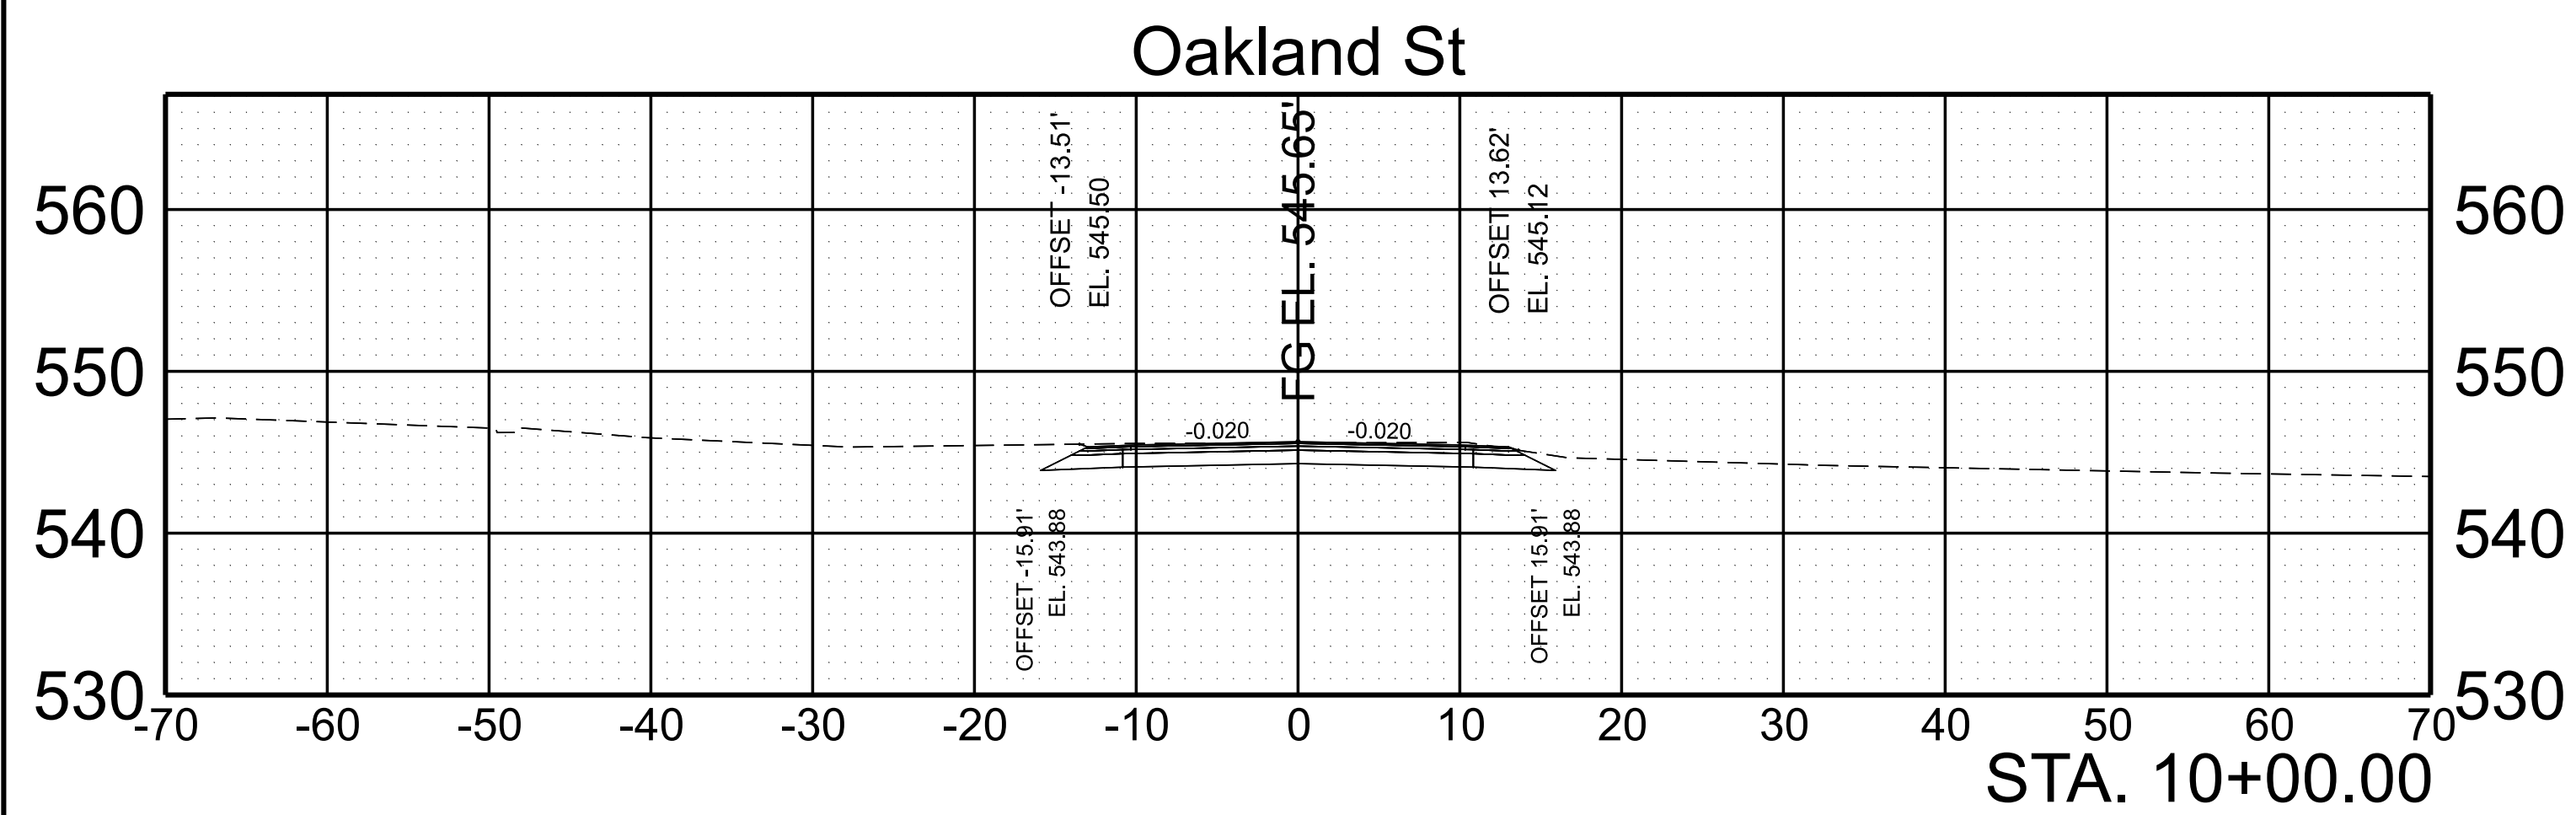 Oakland St
OFFSET -13.51'
EL. 545.50
FG EL. 545.65'
OFFSET 13.62'
EL. 545.12
560
560
550
550
-0.020
-0.020
540
540
OFFSET -15.91'
EL. 543.88
OFFSET 15.91'
EL. 543.88
530
530
-70 -60 -50 -40 -30 -20 -10 0 10 20 30 40 50 60 70
STA. 10+00.00